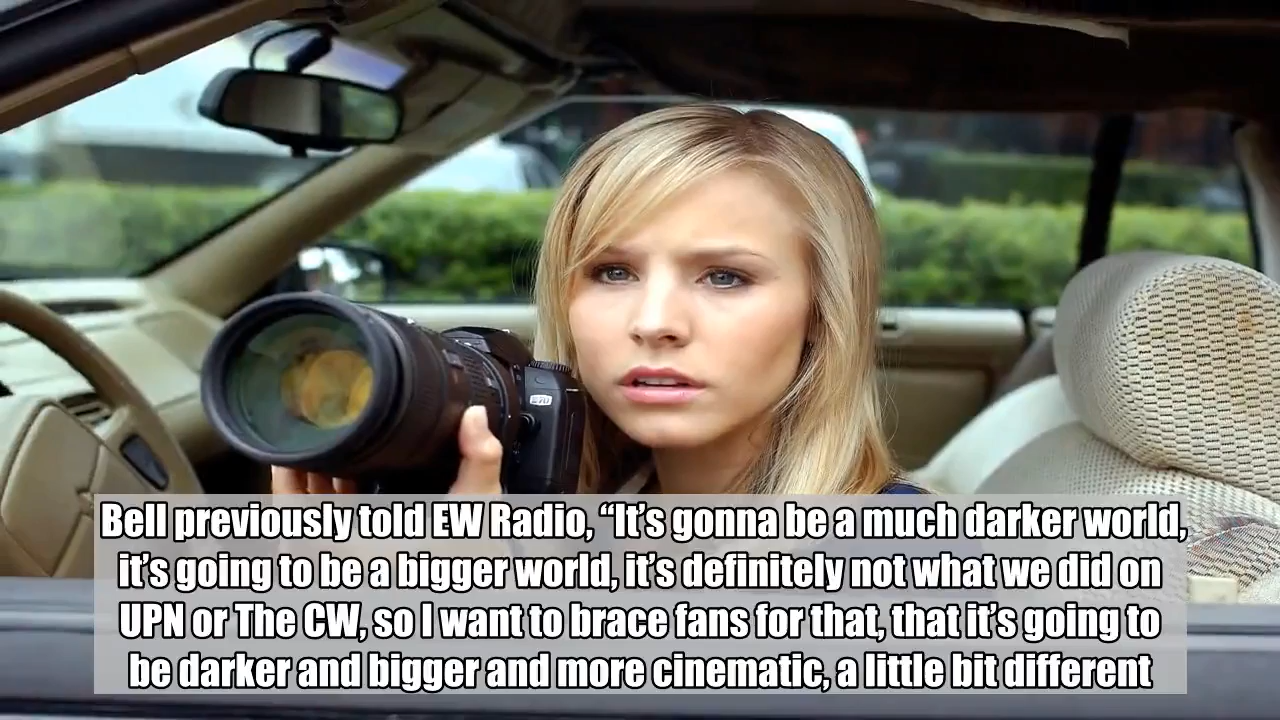 D70
Bell previously told EW Radio, “It’s gonna be a much darker world,
it’s going to be a bigger world, it’s definitely not what we did on
UPN or The CW, so I want to brace fans for that, that it’s going to
be darker and bigger and more cinematic, a little bit different